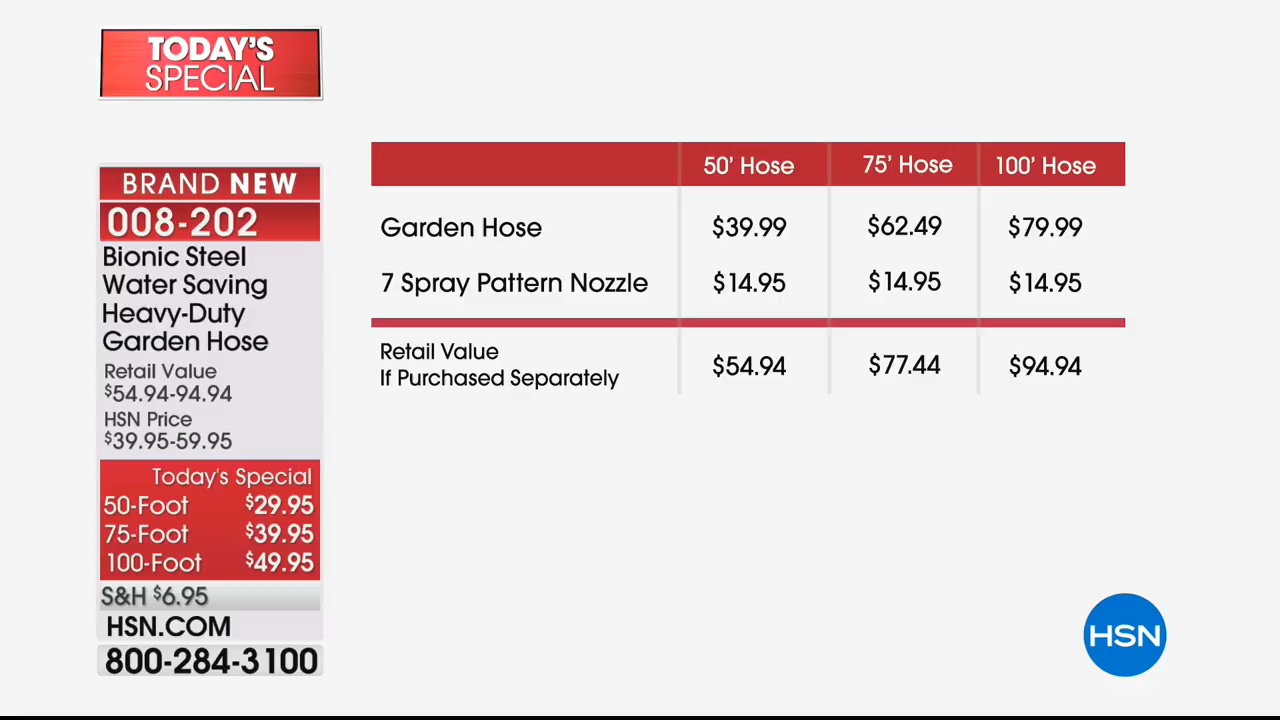 TODAY'S
SPECIAL
BRAND NEW
008-202
Bionic Steel
Water Saving
Heavy-Duty
Garden Hose
Retail Value
$54.94-94.94
HSN Price
$39.95-59.95
Today's Special
50-Foot $29.95
75-Foot $39.95
100-Foot $49.95
S&H $6.95
HSN.COM
800-284-3100
50' Hose 75' Hose 100' Hose
Garden Hose $39.99 $62.49 $79.99
7 Spray Pattern Nozzle $14.95 $14.95 $14.95
Retail Value
If Purchased Separately $54.94 $77.44 $94.94
HSN